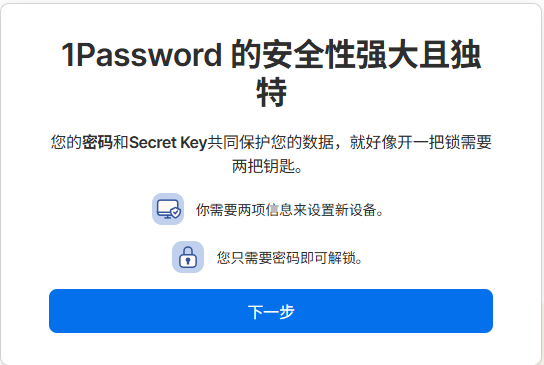 1Password 的安全性强大且独
特
您的密码和Secret Key共同保护您的数据，就好像开一把锁需要
两把钥匙。
你需要两项信息来设置新设备。
您只需要密码即可解锁。
下一步